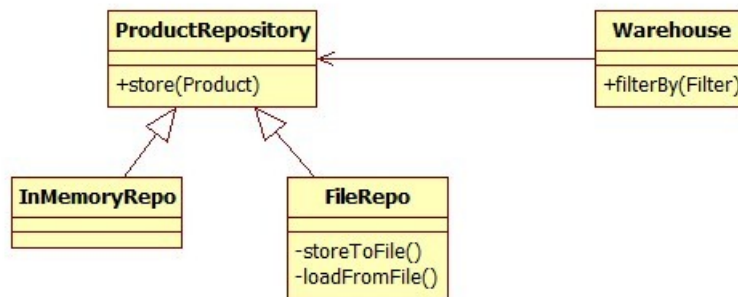 ProductRepository
+store(Product)
Warehouse
+filterBy(Filter)
InMemoryRepo
FileRepo
-storeToFile()
-loadFromFile()